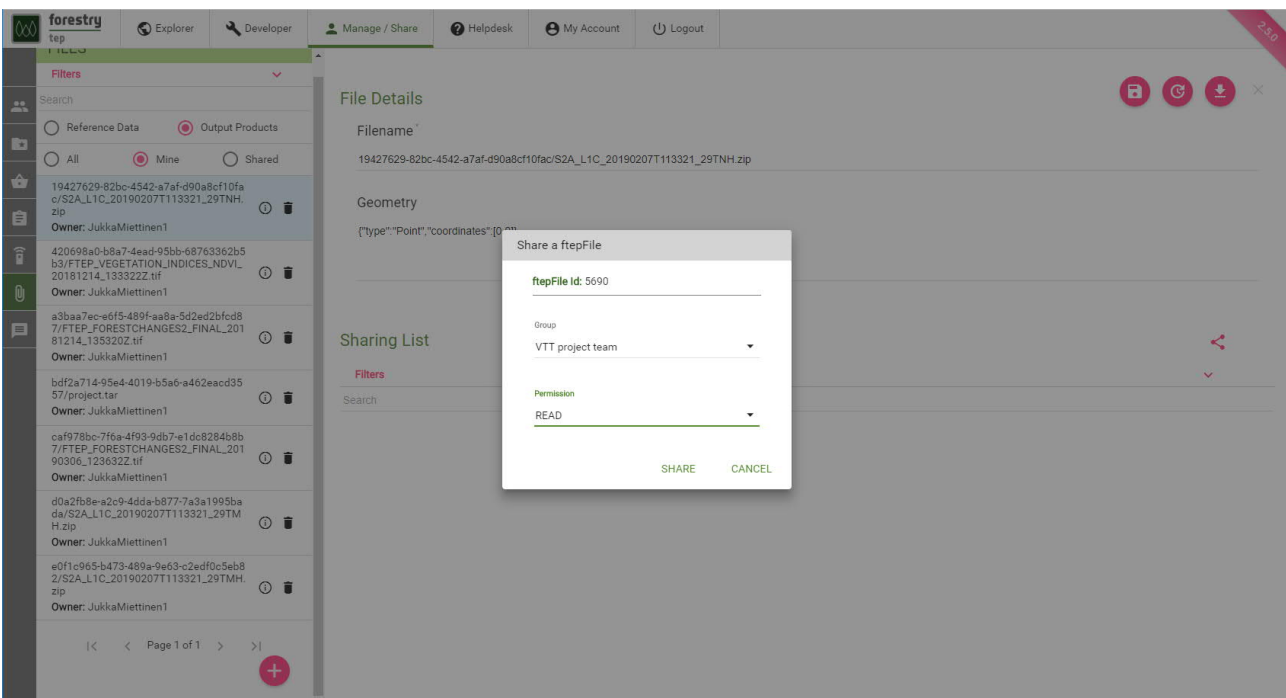 forestry
tep
Explorer
Developer
Manage / Share
Helpdesk
My Account
Logout
2.5.0
FILES
Filters
Search
Reference Data
Output Products
All
Mine
Shared
19427629-82bc-4542-a7af-d90a8cf10fa
c/S2A_L1C_20190207T113321_29TNH.
zip
Owner: JukkaMiettinen1
420698a0-b8a7-4ead-95bb-68763362b5
b3/FTEP_VEGETATION_INDICES_NDVI_
20181214_133322Z.tif
Owner: JukkaMiettinen1
a3baa7ec-e6f5-489f-aa8a-5d2ed2bfcd8
7/FTEP_FORESTCHANGES2_FINAL_201
81214_135320Z.tif
Owner: JukkaMiettinen1
bdf2a714-95e4-4019-b5a6-a462eacd35
57/project.tar
Owner: JukkaMiettinen1
caf978bc-7f6a-4f93-9db7-e1dc8284b8b
7/FTEP_FORESTCHANGES2_FINAL_201
90306_123632Z.tif
Owner: JukkaMiettinen1
d0a2fb8e-a2c9-4dda-b877-7a3a1995ba
da/S2A_L1C_20190207T113321_29TM
H.zip
Owner: JukkaMiettinen1
e0f1c965-b473-489a-9e63-c2edf0c5eb8
2/S2A_L1C_20190207T113321_29TMH.
zip
Owner: JukkaMiettinen1
Page 1 of 1
File Details
Filename *
19427629-82bc-4542-a7af-d90a8cf10fac/S2A_L1C_20190207T113321_29TNH.zip
Geometry
{"type":"Point","coordinates":[0,0]}
Sharing List
Filters
Search
Share a ftepFile
ftepFile Id: 5690
Group
VTT project team
Permission
READ
SHARE
CANCEL